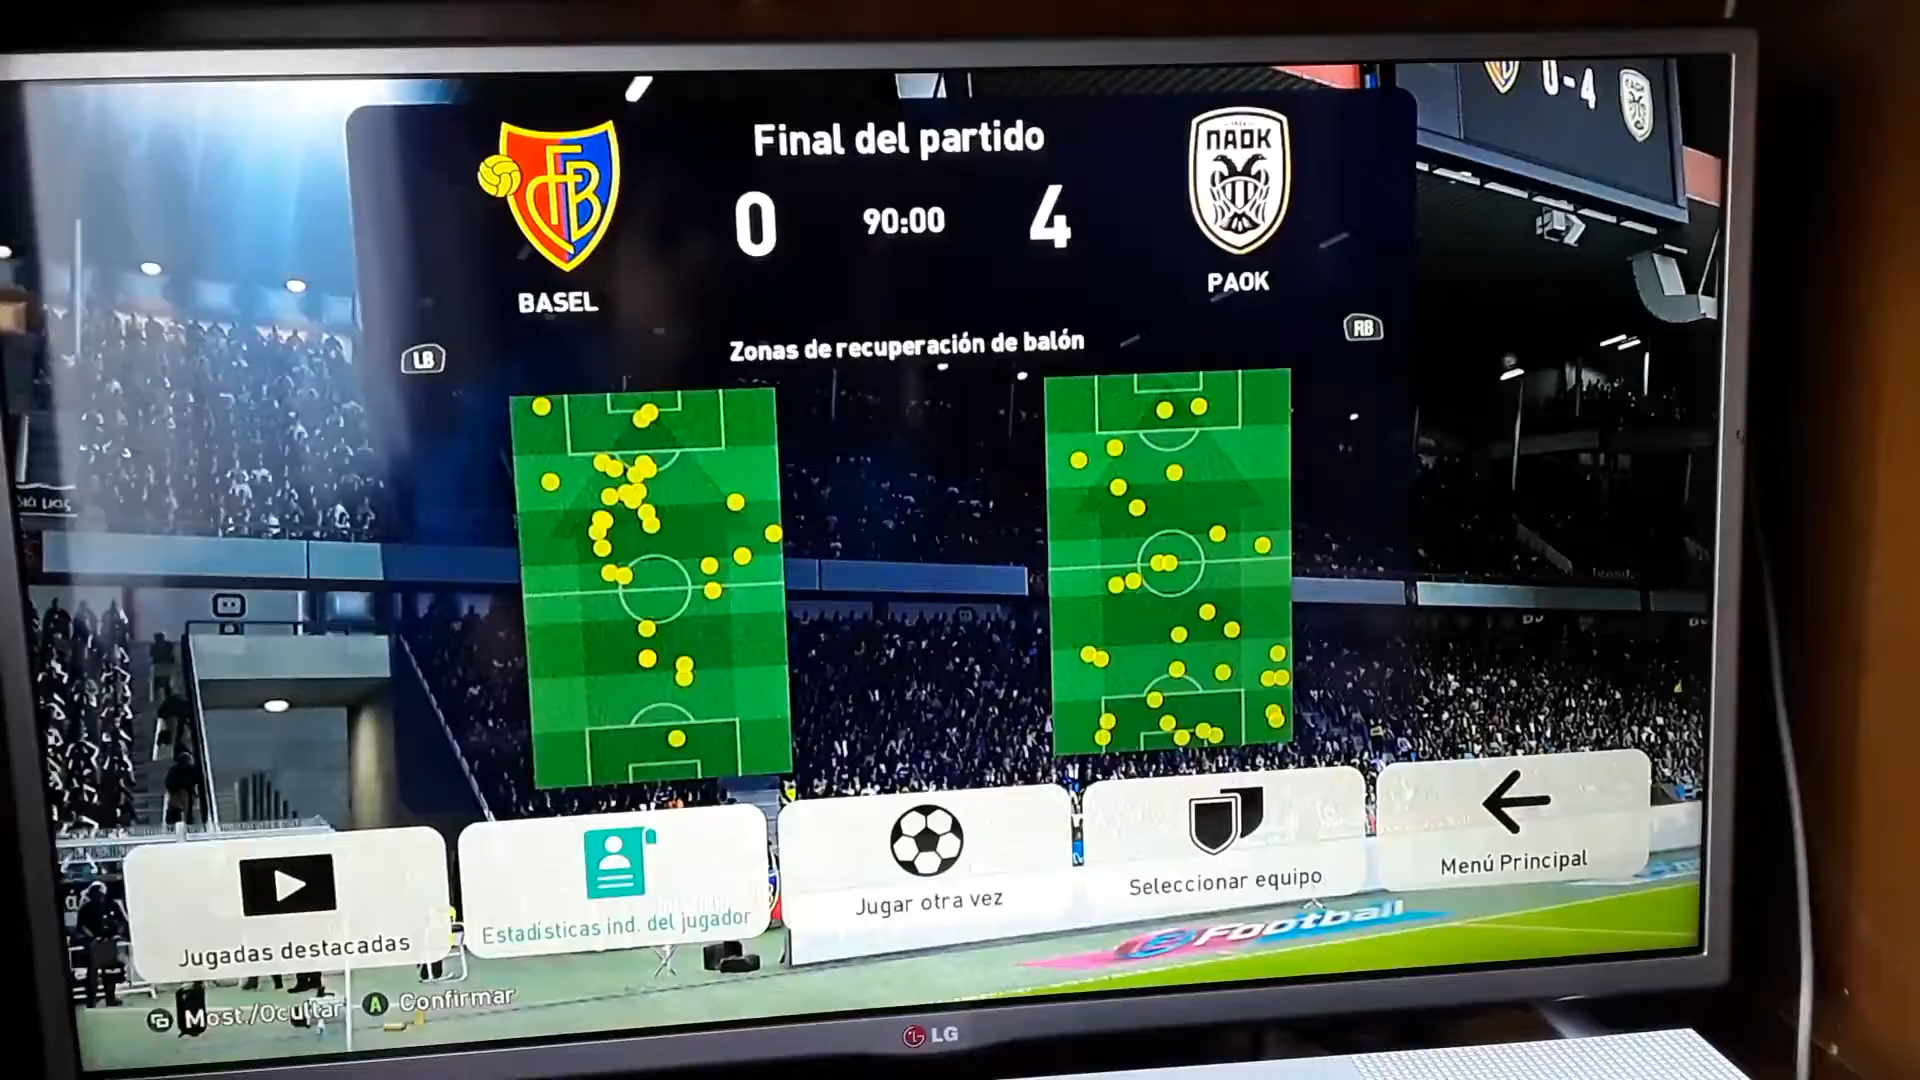 0 - 4
Final del partido
ΠΑΟΚ
FCB
0 90:00 4
BASEL
PAOK
LB
RB
Zonas de recuperación de balón
Jugadas destacadas
Estadísticas ind. del jugador
Jugar otra vez
Seleccionar equipo
Menú Principal
eFootball
Most./Ocultar
A Confirmar
LG